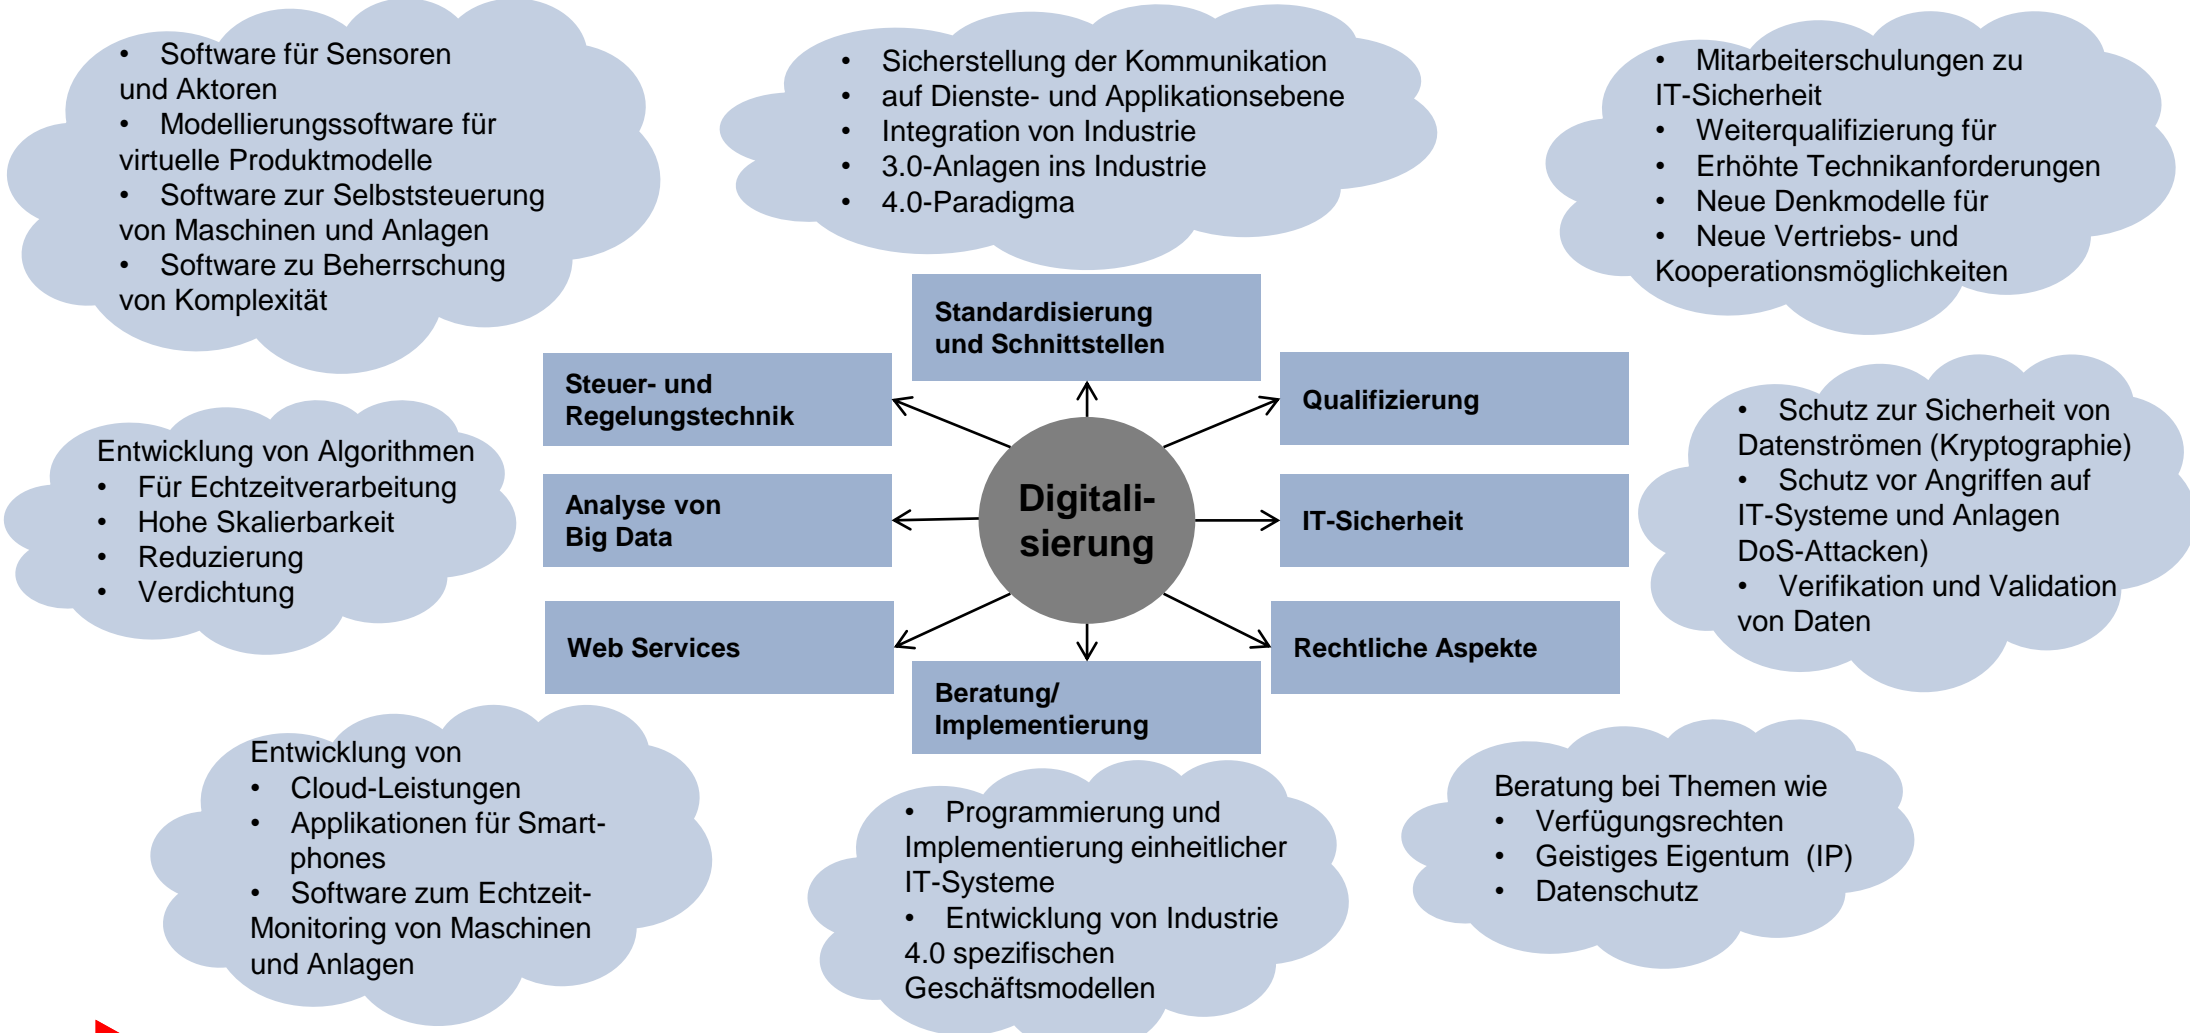 • Software für Sensoren
und Aktoren
• Modellierungssoftware für
virtuelle Produktmodelle
• Software zur Selbststeuerung
von Maschinen und Anlagen
• Software zu Beherrschung
von Komplexität
• Sicherstellung der Kommunikation
• auf Dienste- und Applikationsebene
• Integration von Industrie
• 3.0-Anlagen ins Industrie
• 4.0-Paradigma
• Mitarbeiterschulungen zu
IT-Sicherheit
• Weiterqualifizierung für
• Erhöhte Technikanforderungen
• Neue Denkmodelle für
• Neue Vertriebs- und
Kooperationsmöglichkeiten
Standardisierung
und Schnittstellen
Steuer- und
Regelungstechnik
Qualifizierung
Entwicklung von Algorithmen
• Für Echtzeitverarbeitung
• Hohe Skalierbarkeit
• Reduzierung
• Verdichtung
Analyse von
Big Data
Digitali-
sierung
IT-Sicherheit
• Schutz zur Sicherheit von
Datenströmen (Kryptographie)
• Schutz vor Angriffen auf
IT-Systeme und Anlagen
DoS-Attacken)
• Verifikation und Validation
von Daten
Web Services
Beratung/
Implementierung
Rechtliche Aspekte
Entwicklung von
• Cloud-Leistungen
• Applikationen für Smart-
phones
• Software zum Echtzeit-
Monitoring von Maschinen
und Anlagen
• Programmierung und
Implementierung einheitlicher
IT-Systeme
• Entwicklung von Industrie
4.0 spezifischen
Geschäftsmodellen
Beratung bei Themen wie
• Verfügungsrechten
• Geistiges Eigentum (IP)
• Datenschutz